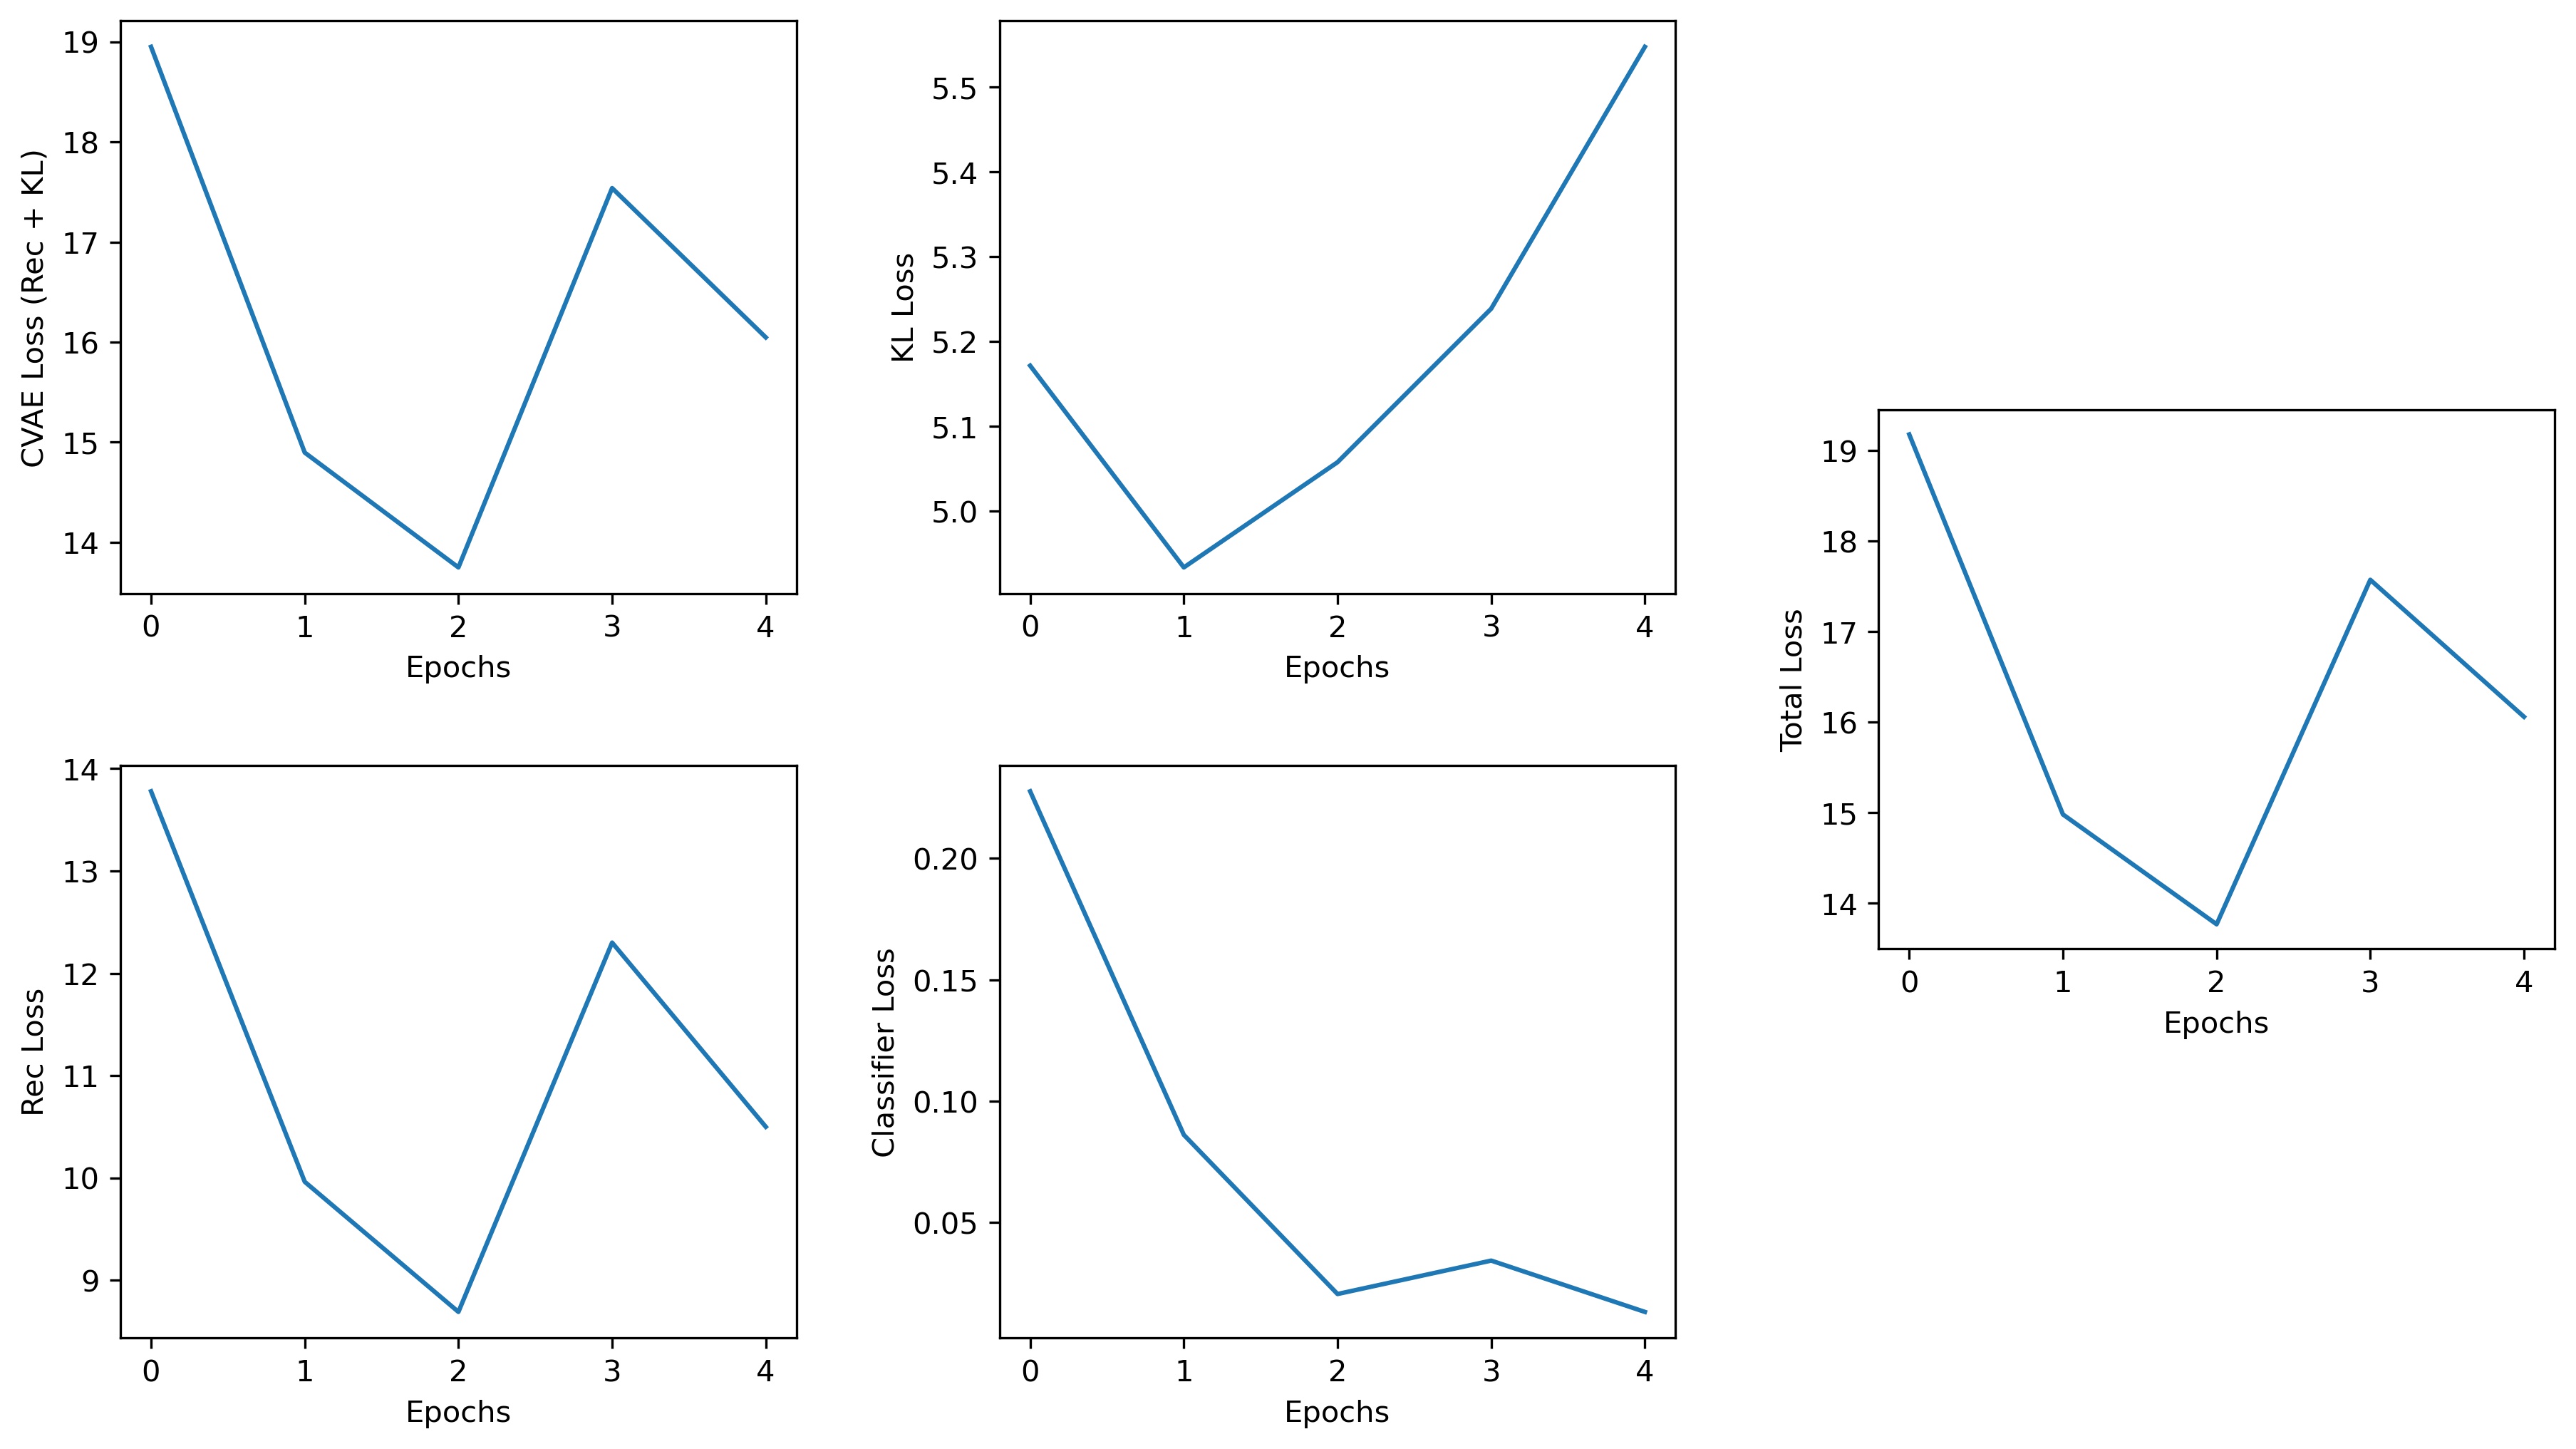 CVAE Loss (Rec + KL)
19
18
17
16
15
14
0 1 2 3 4
Epochs
KL Loss
5.5
5.4
5.3
5.2
5.1
5.0
0 1 2 3 4
Epochs
Rec Loss
14
13
12
11
10
9
0 1 2 3 4
Epochs
Classifier Loss
0.20
0.15
0.10
0.05
0 1 2 3 4
Epochs
Total Loss
19
18
17
16
15
14
0 1 2 3 4
Epochs